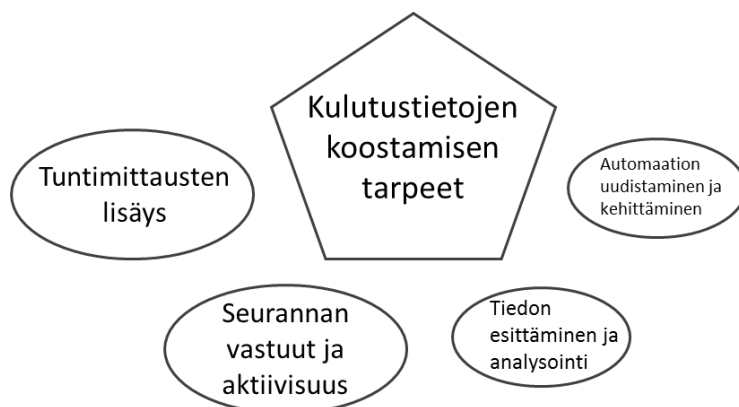 Kulutustietojen
koostamisen
tarpeet
Tuntimittausten
lisäys
Automaation
uudistaminen ja
kehittäminen
Seurannan
vastuut ja
aktiivisuus
Tiedon
esittäminen ja
analysointi